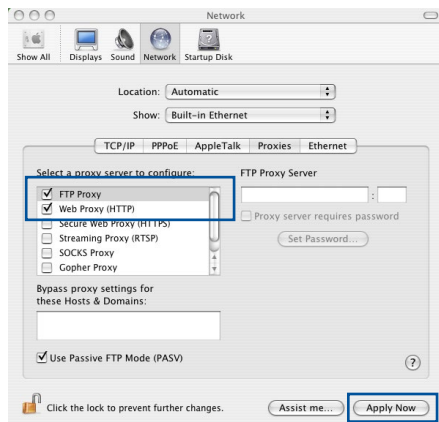 Network
Show All Displays Sound Network Startup Disk
Location: Automatic
Show: Built-in Ethernet
TCP/IP PPPoE AppleTalk Proxies Ethernet
Select a proxy server to configure: FTP Proxy Server
FTP Proxy :
Web Proxy (HTTP) Proxy server requires password
Secure Web Proxy (HTTPS)
Streaming Proxy (RTSP) Set Password...
SOCKS Proxy
Gopher Proxy
Bypass proxy settings for
these Hosts & Domains:
Use Passive FTP Mode (PASV) ?
Click the lock to prevent further changes. Assist me... Apply Now